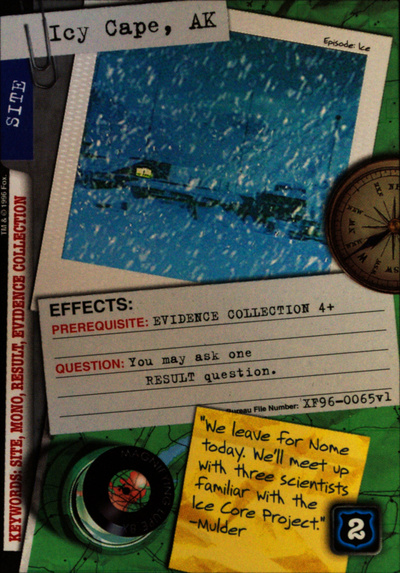 Icy Cape, AK
Episode: Ice
SITE
TM & © 1996 Fox.
KEYWORDS: SITE, MONO, RESULT, EVIDENCE COLLECTION
EFFECTS:
PREREQUISITE: EVIDENCE COLLECTION 4+
QUESTION: You may ask one
RESULT question.
Bureau File Number: XF96-0065v1
"We leave for Nome
today. We'll meet up
with three scientists
familiar with the
Ice Core Project."
-Mulder
2